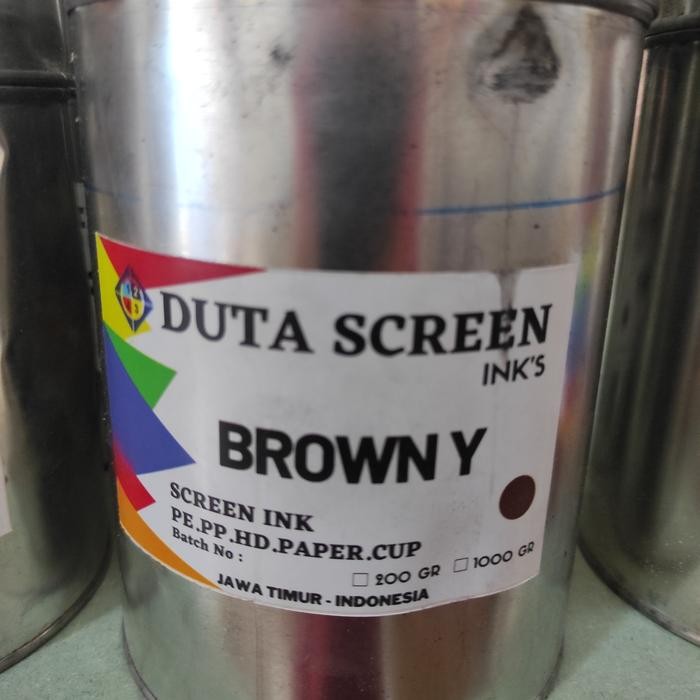 DUTA SCREEN
INK'S
BROWN Y
SCREEN INK
PE.PP.HD.PAPER.CUP
Batch No :
200 GR 1000 GR
JAWA TIMUR - INDONESIA